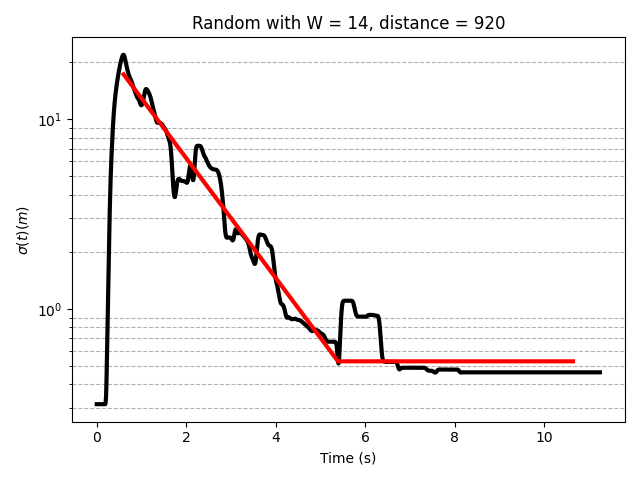 Random with W = 14, distance = 920
σ(t)(m)
10¹
10⁰
0 2 4 6 8 10
Time (s)